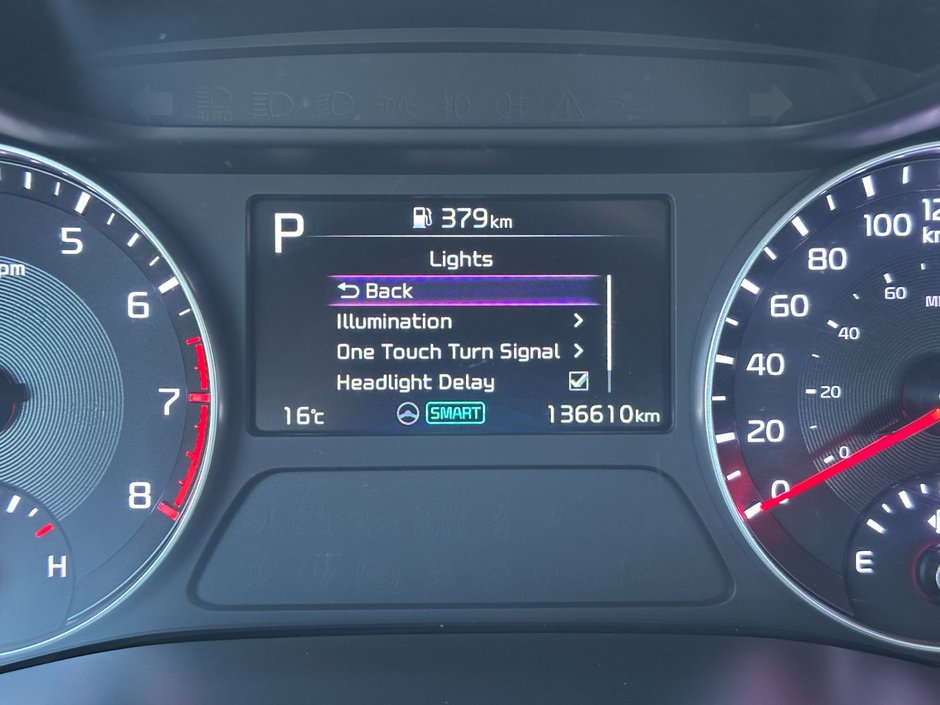 P
379km
Lights
Back
Illumination
One Touch Turn Signal
Headlight Delay
16°C
SMART
136610km
5
6
7
8
H
0
20
40
60
80
100
0
20
40
60
E